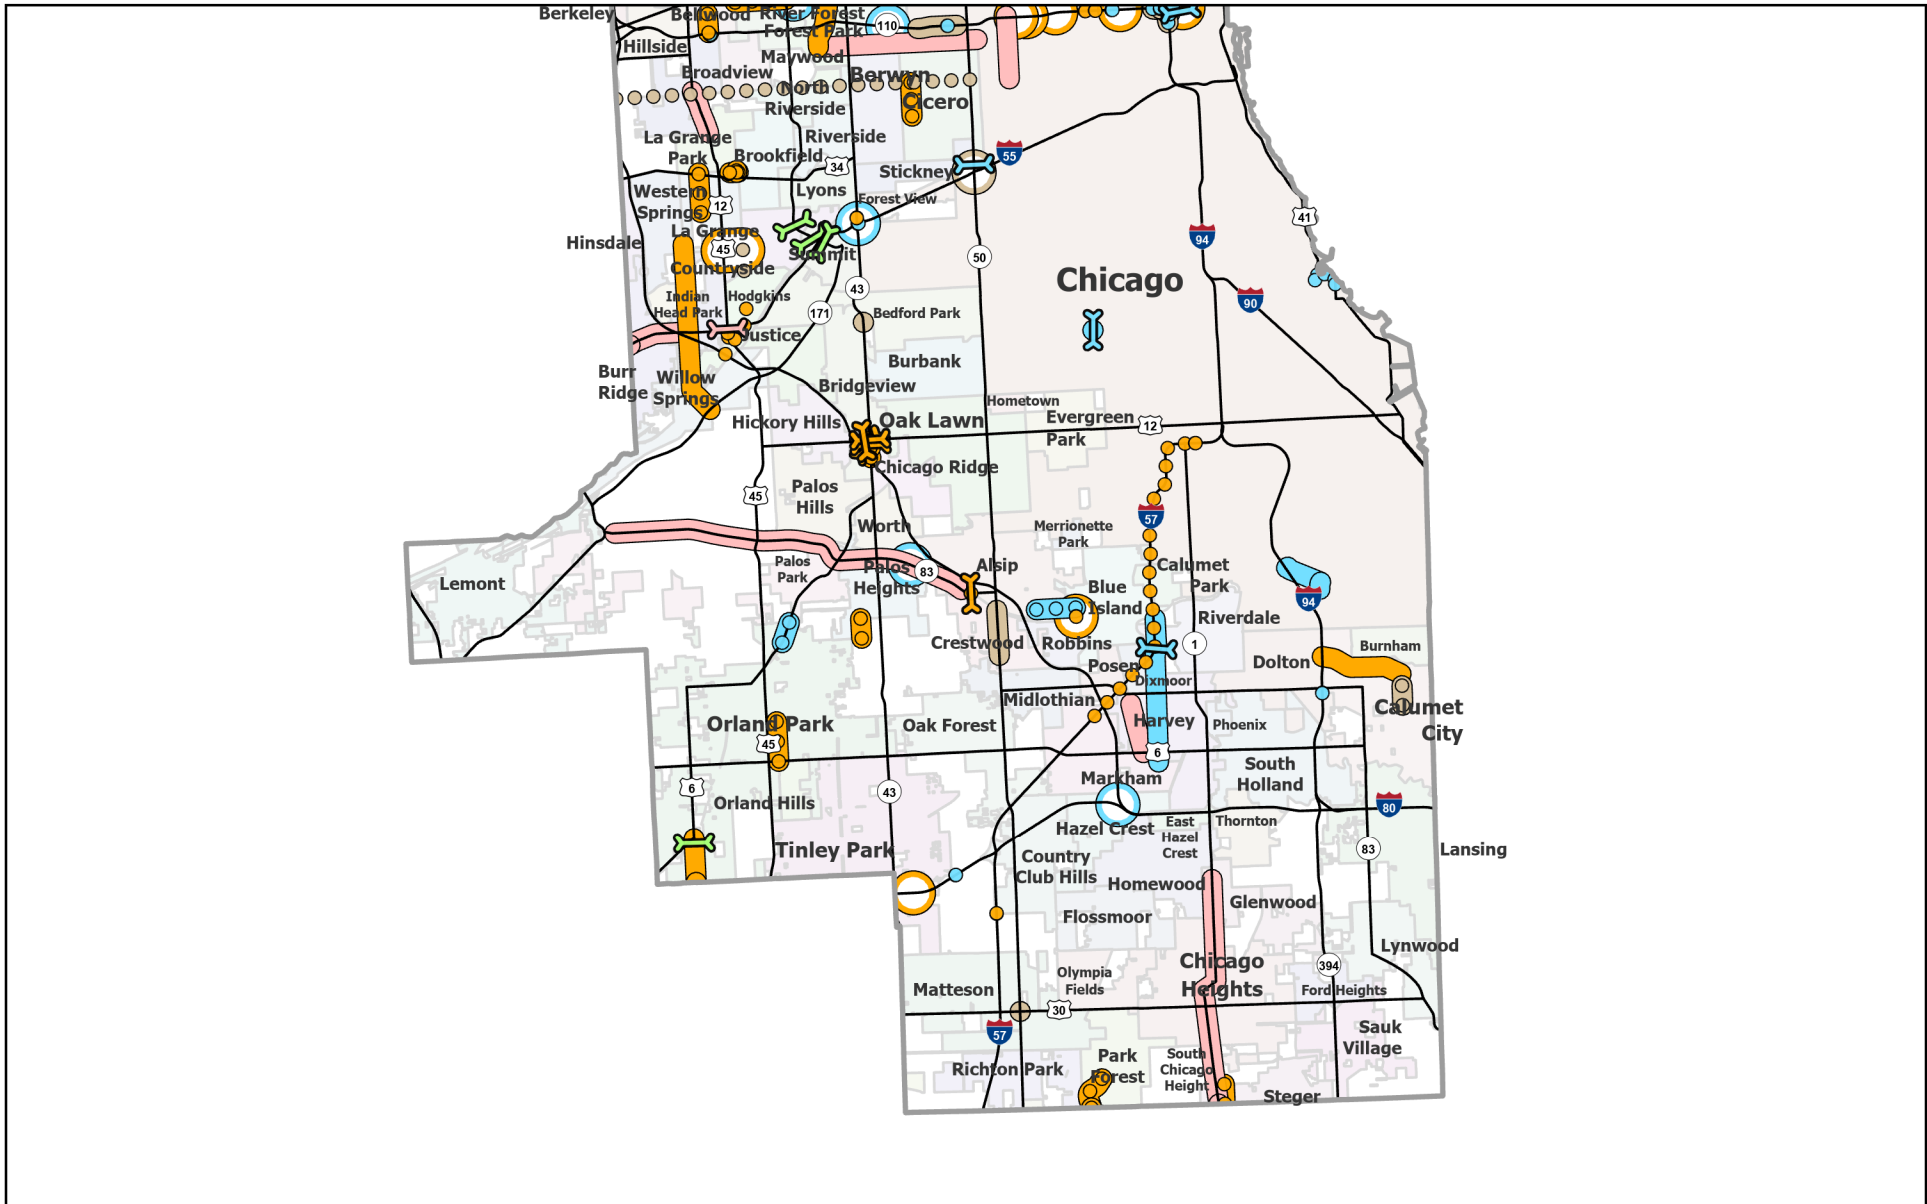 Berkeley
Bellwood
River Forest
110
Forest Park
Hillside
Maywood
Broadview
Berwyn
North
Riverside
Cicero
La Grange
Park
Riverside
55
Brookfield
34
Stickney
Western
Springs
12
Lyons
Forest View
41
La Grange
Hinsdale
45
Summit
94
50
Countryside
Chicago
Indian
Head Park
Hodgkins
43
90
171
Bedford Park
Justice
Burbank
Burr
Ridge
Willow
Springs
Bridgeview
Hometown
Hickory Hills
Oak Lawn
Evergreen
Park
12
Chicago Ridge
Palos
Hills
45
57
Worth
Merrionette
Park
Palos
Park
Palos
Heights
83
Alsip
Calumet
Park
Lemont
Blue
Island
94
Riverdale
Crestwood
Robbins
1
Burnham
Posen
Dolton
Dixmoor
Midlothian
Calumet
City
Orland Park
Oak Forest
Harvey
Phoenix
45
6
South
Holland
Markham
6
43
Orland Hills
80
Hazel Crest
East
Hazel
Crest
Thornton
Tinley Park
83
Lansing
Country
Club Hills
Homewood
Glenwood
Flossmoor
Lynwood
Chicago
Heights
394
Olympia
Fields
Matteson
Ford Heights
30
57
Sauk
Village
Park
Forest
South
Chicago
Height
Richton Park
Steger